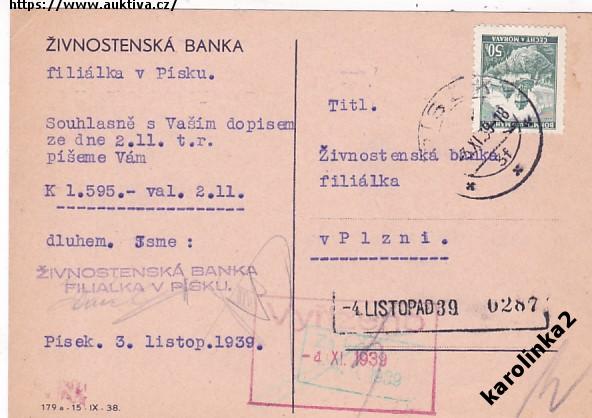 https://www.auktiva.cz/
ŽIVNOSTENSKÁ BANKA
filiálka v Písku.
Souhlasně s Vaším dopisem
ze dne 2.11. t.r.
píšeme Vám
K 1.595.- val. 2.11.
dluhem. Jsme :
ŽIVNOSTENSKÁ BANKA
FILIÁLKA V PÍSKU.
Písek. 3. listop.1939.
179 a - 15 - IX - 38.
50
ČECHY A MORAVA
Titl.
Živnostenská banka
filiálka
v Plzni.
-4.LISTOPAD39 0287
Vyřízeno
-4. XI. 1939
karolinka2